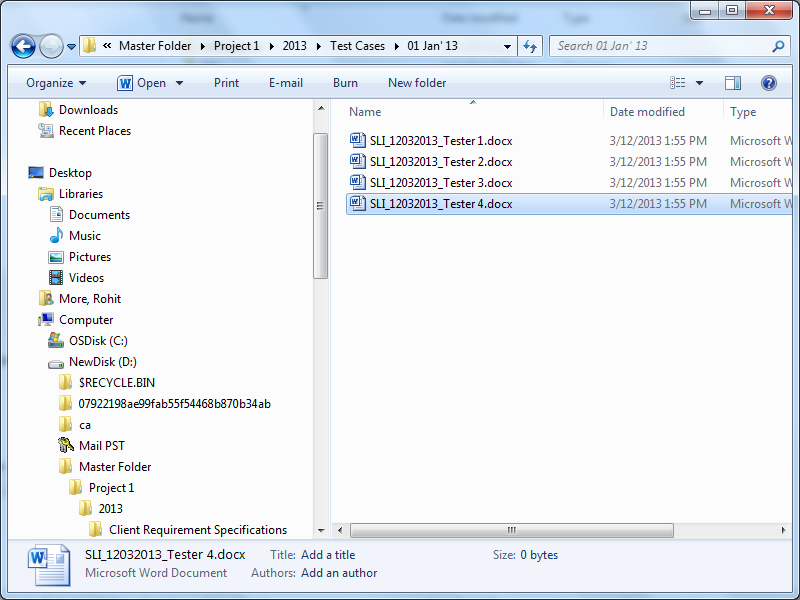 « Master Folder Project 1 2013 Test Cases 01 Jan' 13 Search 01 Jan' 13
Organize Open Print E-mail Burn New folder
Downloads
Recent Places
Desktop
Libraries
Documents
Music
Pictures
Videos
More, Rohit
Computer
OSDisk (C:)
NewDisk (D:)
$RECYCLE.BIN
07922198ae99fab55f54468b870b34ab
ca
Mail PST
Master Folder
Project 1
2013
Client Requirement Specifications
Name Date modified Type
SLI_12032013_Tester 1.docx 3/12/2013 1:55 PM Microsoft W
SLI_12032013_Tester 2.docx 3/12/2013 1:55 PM Microsoft W
SLI_12032013_Tester 3.docx 3/12/2013 1:55 PM Microsoft W
SLI_12032013_Tester 4.docx 3/12/2013 1:55 PM Microsoft W
SLI_12032013_Tester 4.docx Title: Add a title Size: 0 bytes
Microsoft Word Document Authors: Add an author